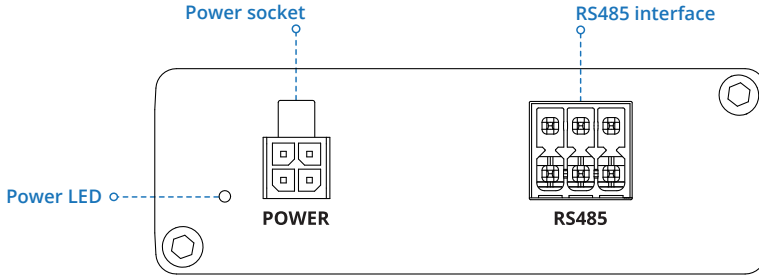 Power socket
RS485 interface
Power LED
POWER
RS485